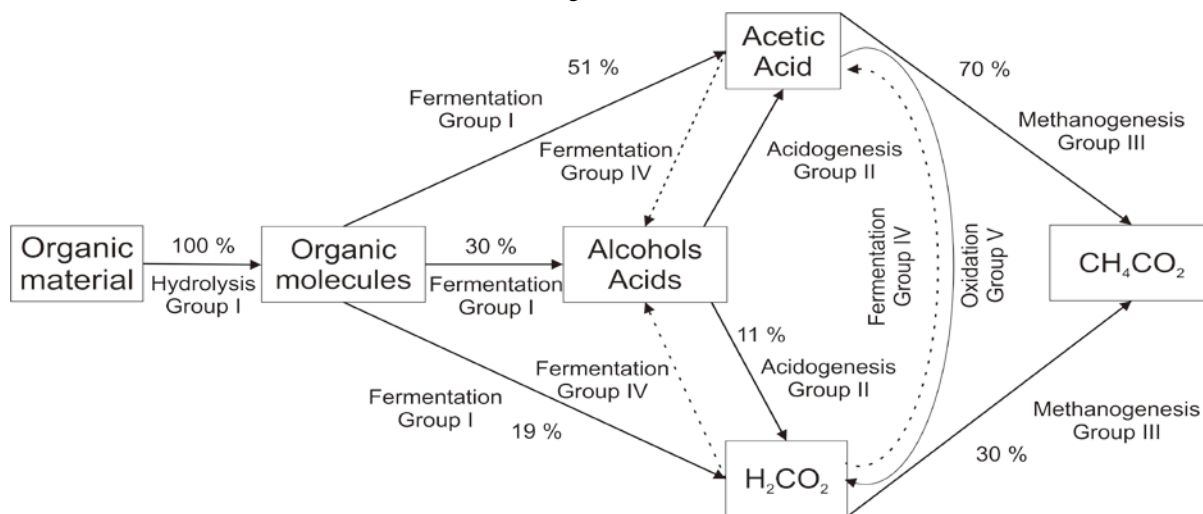 Organic
material
100 %
Hydrolysis
Group I
Organic
molecules
51 %
Fermentation
Group I
30 %
Fermentation
Group I
Fermentation
Group I
19 %
Acetic
Acid
Fermentation
Group IV
Acidogenesis
Group II
Alcohols
Acids
Fermentation
Group IV
11 %
Acidogenesis
Group II
H₂CO₂
Fermentation
Group IV
Oxidation
Group V
70 %
Methanogenesis
Group III
CH₄CO₂
Methanogenesis
Group III
30 %